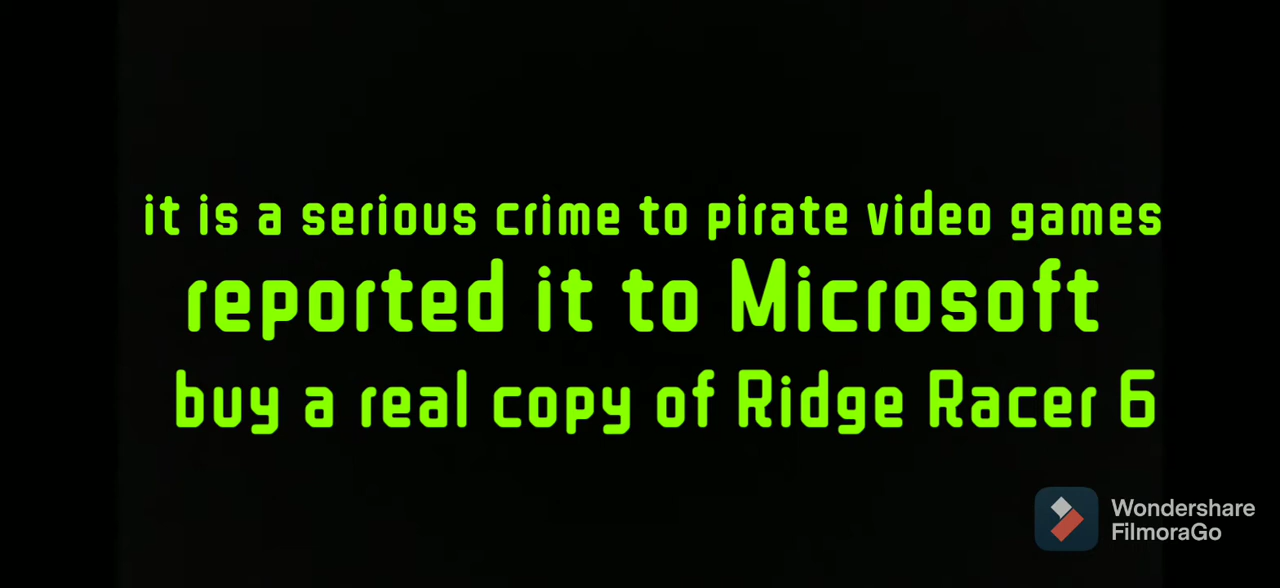 it is a serious crime to pirate video games
reported it to Microsoft
buy a real copy of Ridge Racer 6
Wondershare
FilmoraGo